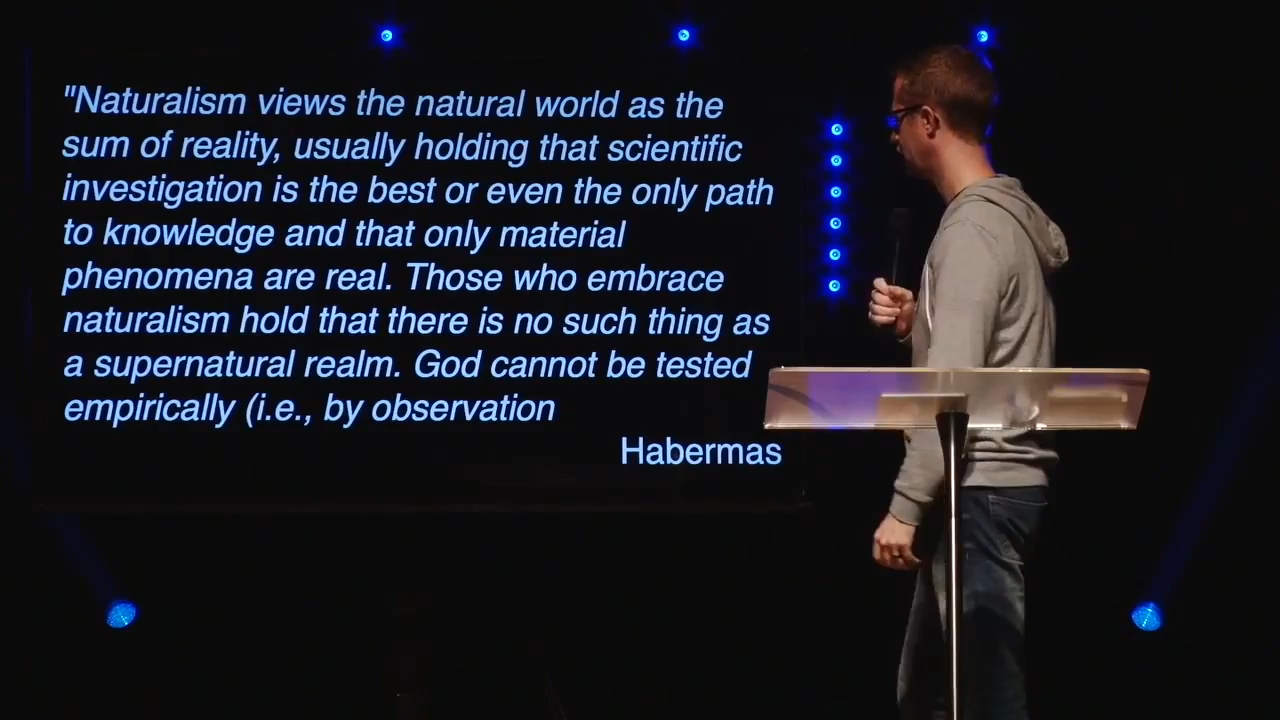 "Naturalism views the natural world as the
sum of reality, usually holding that scientific
investigation is the best or even the only path
to knowledge and that only material
phenomena are real. Those who embrace
naturalism hold that there is no such thing as
a supernatural realm. God cannot be tested
empirically (i.e., by observation
Habermas